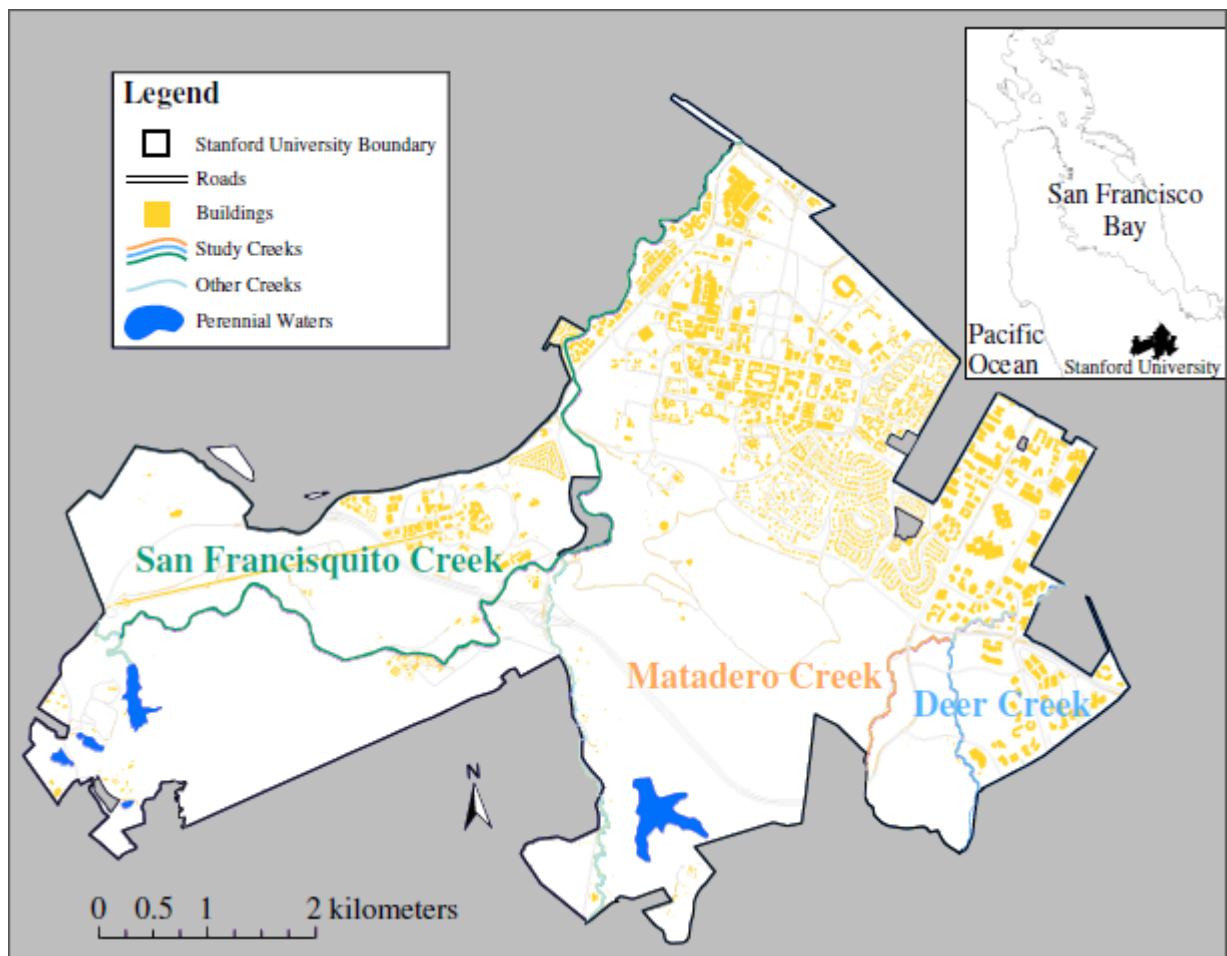 Legend
Stanford University Boundary
Roads
Buildings
Study Creeks
Other Creeks
Perennial Waters
San Francisco
Bay
Pacific
Ocean
Stanford University
San Francisquito Creek
Matadero Creek
Deer Creek
N
0 0.5 1 2 kilometers